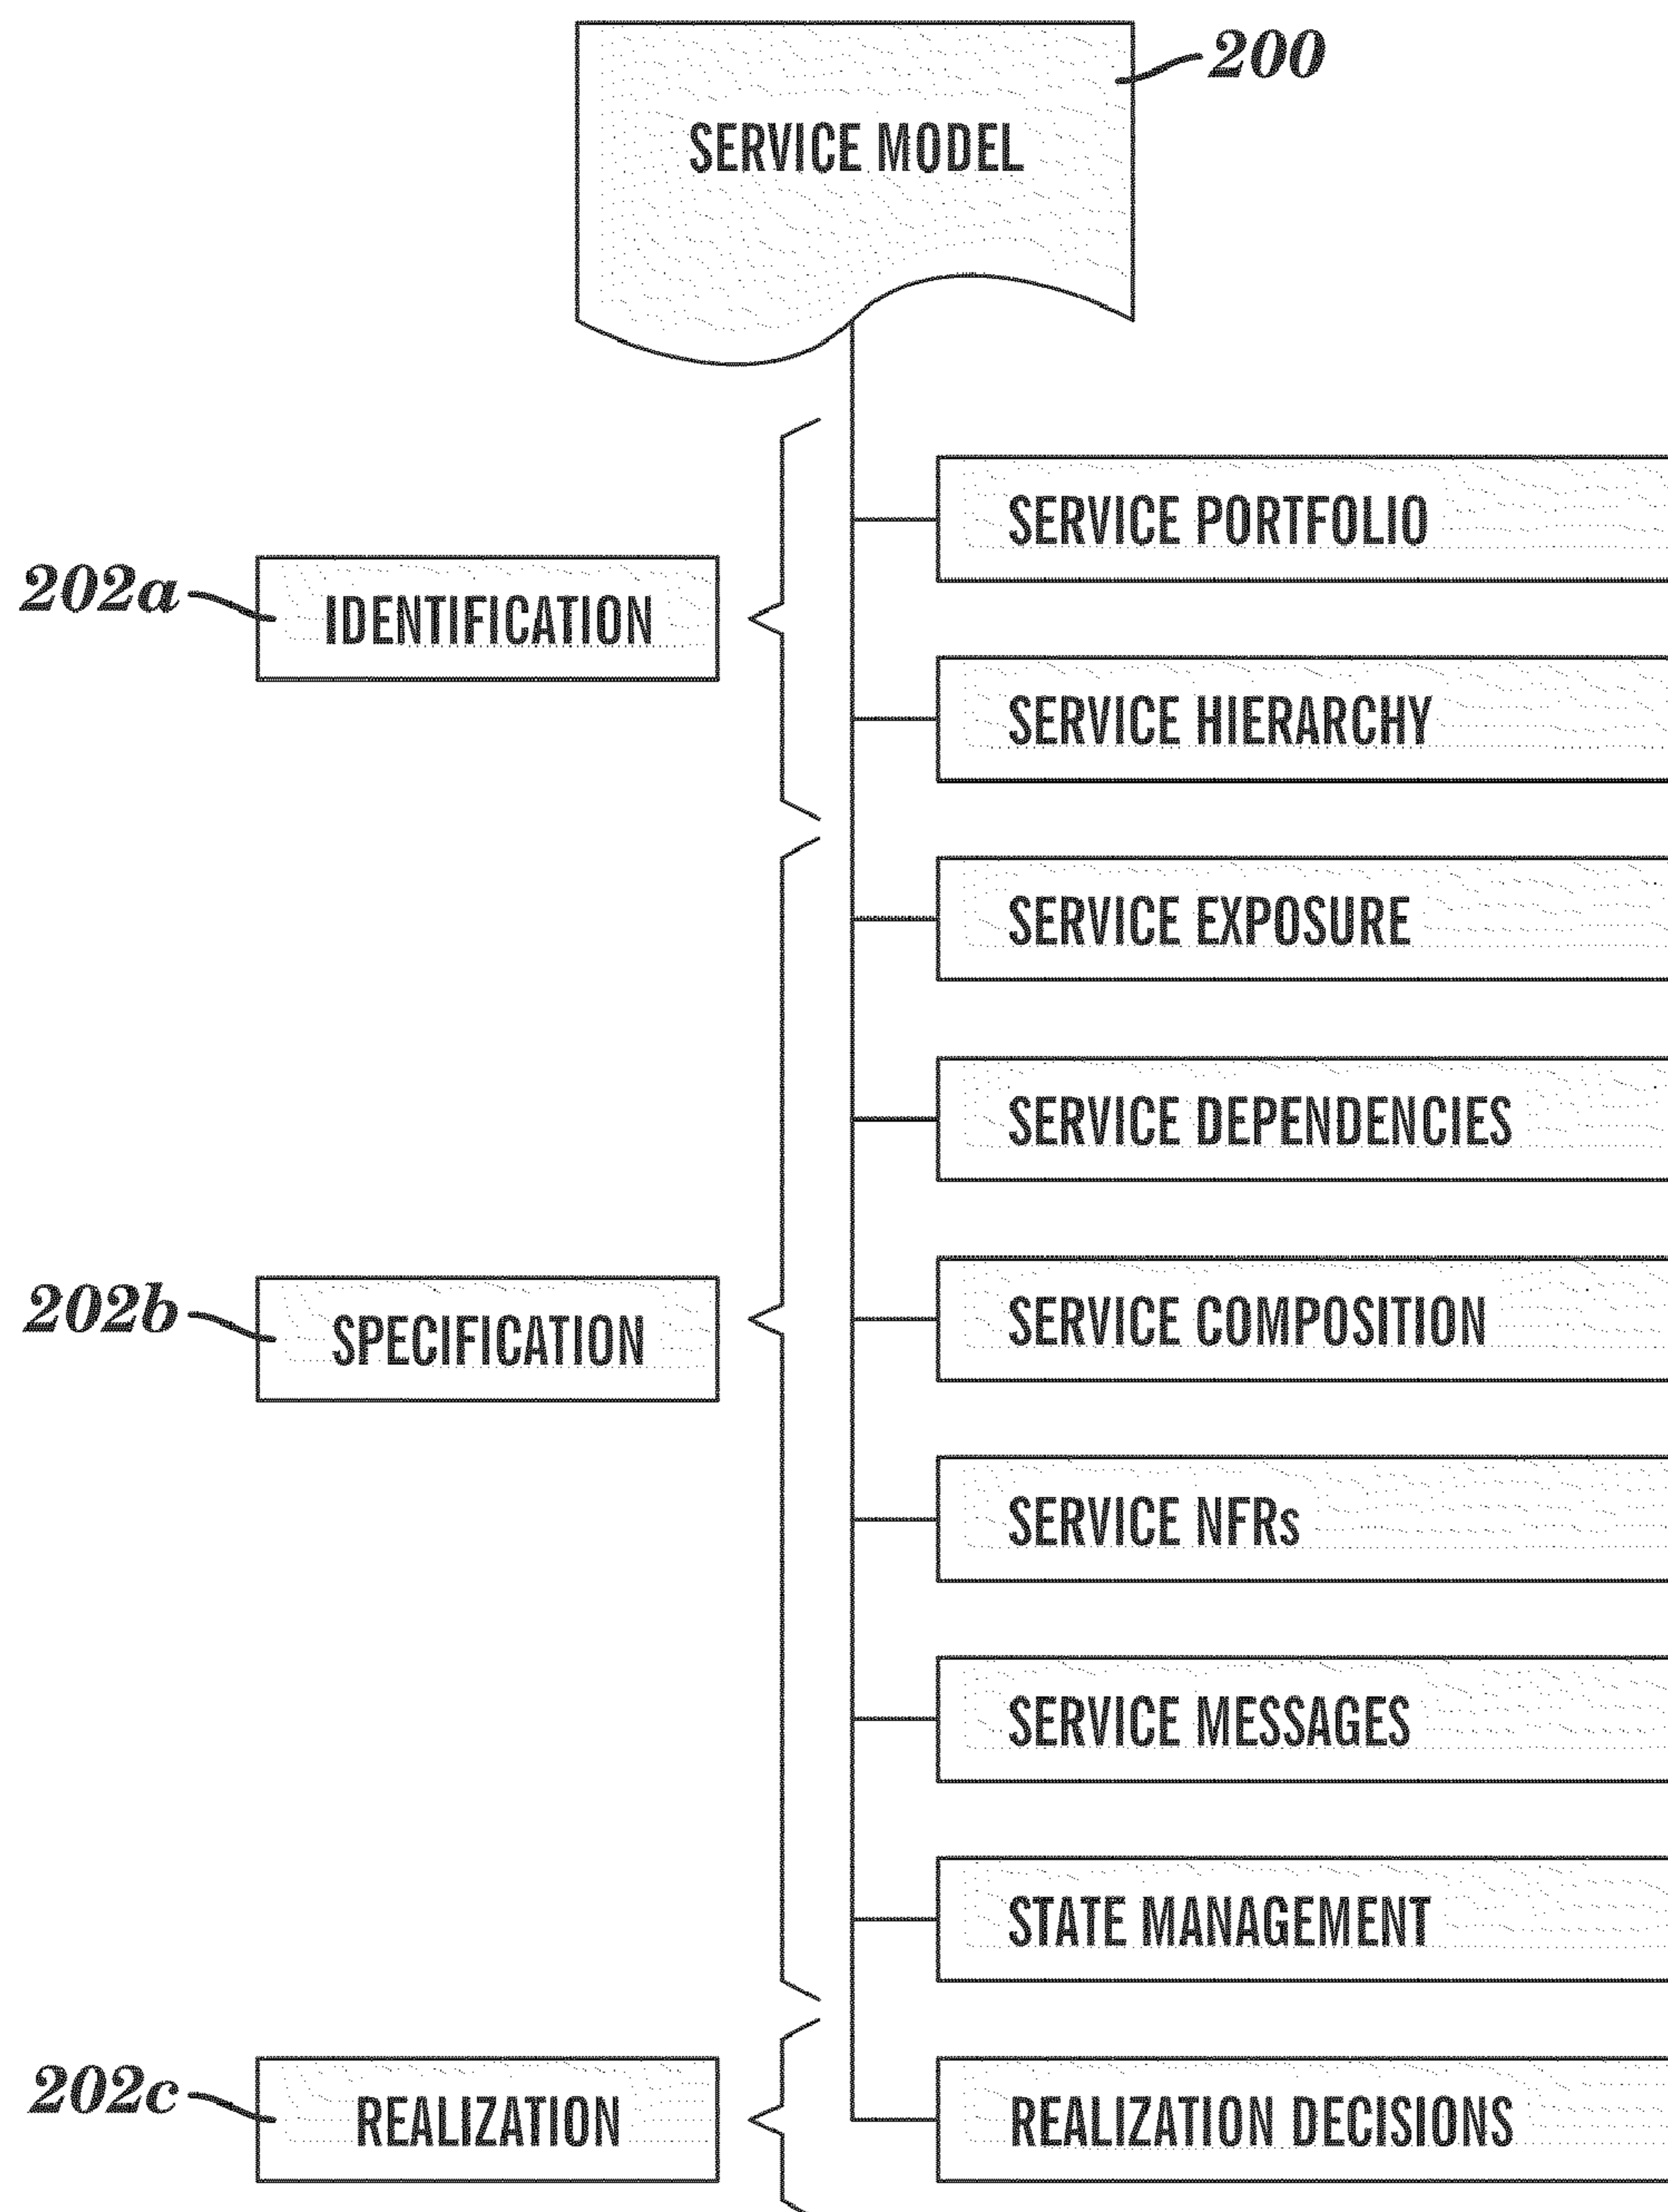 200
SERVICE MODEL
SERVICE PORTFOLIO
202a
IDENTIFICATION
SERVICE HIERARCHY
SERVICE EXPOSURE
SERVICE DEPENDENCIES
202b
SPECIFICATION
SERVICE COMPOSITION
SERVICE NFRs
SERVICE MESSAGES
STATE MANAGEMENT
202c
REALIZATION
REALIZATION DECISIONS